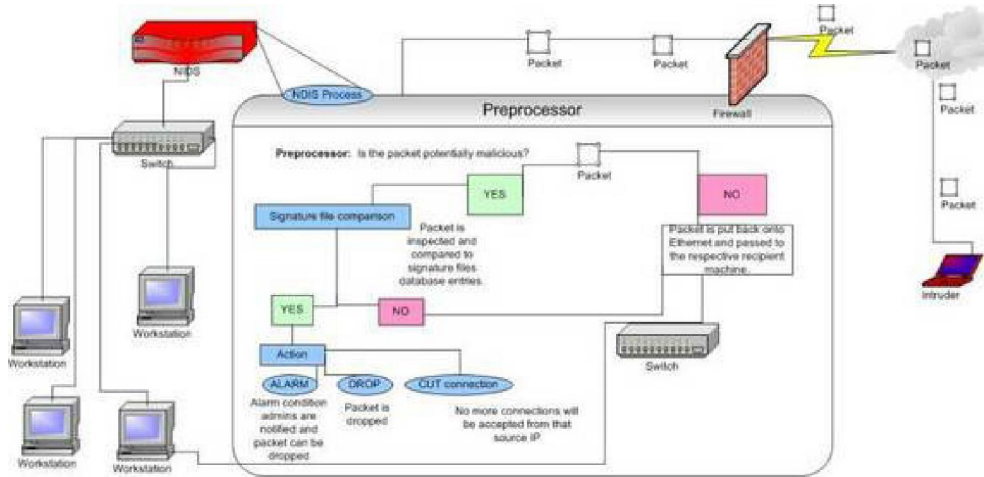 Packet
Packet
Packet
Packet
NIDS
NDIS Process
Packet
Preprocessor
Firewall
Switch
Preprocessor: Is the packet potentially malicious?
Packet
YES
NO
Packet
Signature file comparison
Packet is
inspected and
compared to
signature files
database entries.
Packet is put back onto
Ethernet and passed to
the respective recipient
machine.
Intruder
YES
NO
Workstation
Workstation
Action
Switch
ALARM
DROP
CUT connection
Alarm condition
admins are
notified and
packet can be
dropped
Packet is
dropped
No more connections will
be accepted from that
source IP
Workstation
Workstation